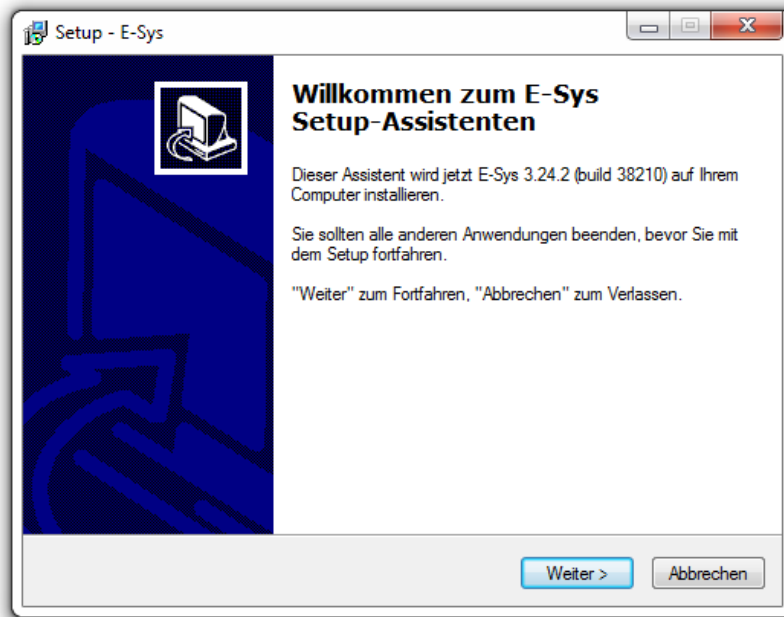 Setup - E-Sys
Willkommen zum E-Sys
Setup-Assistenten
Dieser Assistent wird jetzt E-Sys 3.24.2 (build 38210) auf Ihrem
Computer installieren.
Sie sollten alle anderen Anwendungen beenden, bevor Sie mit
dem Setup fortfahren.
"Weiter" zum Fortfahren, "Abbrechen" zum Verlassen.
Weiter >
Abbrechen